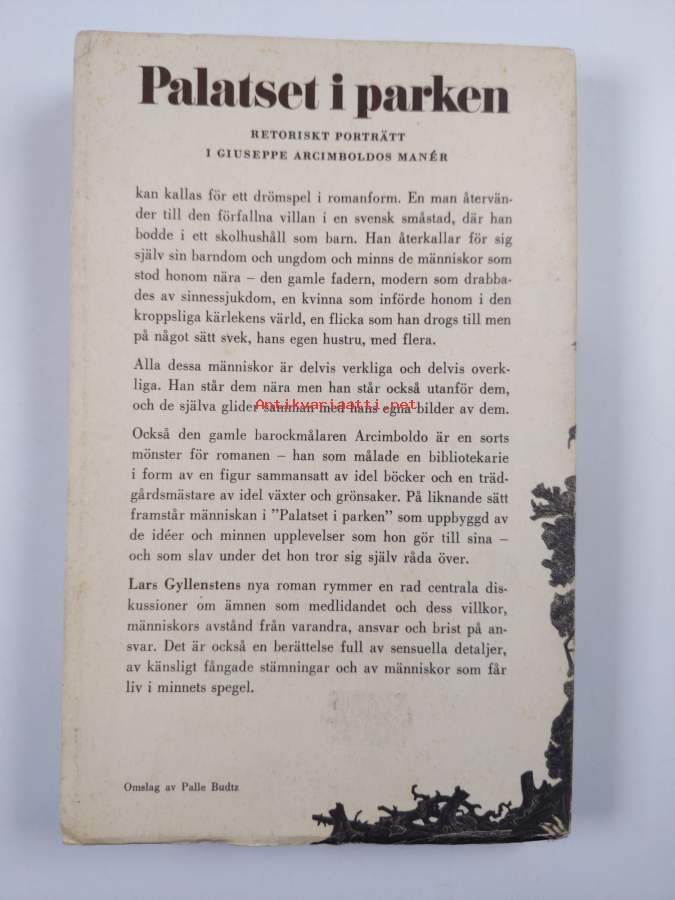 Palatset i parken
RETORISKT PORTRÄTT
I GIUSEPPE ARCIMBOLDOS MANÉR
kan kallas för ett drömspel i romanform. En man återvän-
der till den förfallna villan i en svensk småstad, där han
bodde i ett skolhushåll som barn. Han återkallar för sig
själv sin barndom och ungdom och minns de människor som
stod honom nära – den gamle fadern, modern som drabba-
des av sinnessjukdom, en kvinna som införde honom i den
kroppsliga kärlekens värld, en flicka som han drogs till men
på något sätt svek, hans egen hustru, med flera.
Alla dessa människor är delvis verkliga och delvis overk-
liga. Han står dem nära men han står också utanför dem,
och de själva glider samman med hans egna bilder av dem.
Antikvariaatti.net
Också den gamle barockmålaren Arcimboldo är en sorts
mönster för romanen – han som målade en bibliotekarie
i form av en figur sammansatt av idel böcker och en träd-
gårdsmästare av idel växter och grönsaker. På liknande sätt
framstår människan i ”Palatset i parken” som uppbyggd av
de idéer och minnen upplevelser som hon gör till sina –
och som slav under det hon tror sig själv råda över.
Lars Gyllenstens nya roman rymmer en rad centrala dis-
kussioner om ämnen som medlidandet och dess villkor,
människors avstånd från varandra, ansvar och brist på an-
svar. Det är också en berättelse full av sensuella detaljer,
av känsligt fångade stämningar och av människor som får
liv i minnets spegel.
Omslag av Palle Budtz